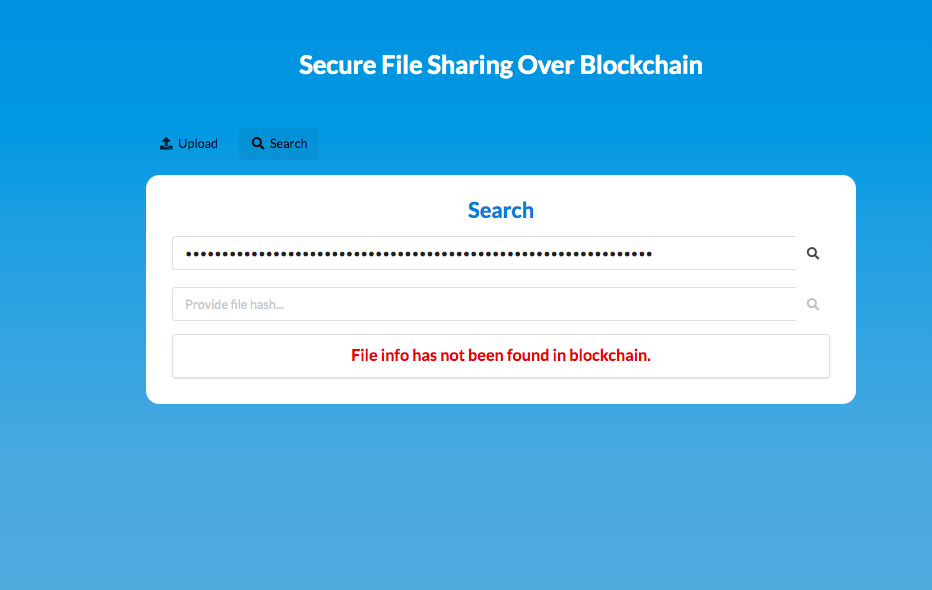 Secure File Sharing Over Blockchain
Upload
Search
Search
Provide file hash...
File info has not been found in blockchain.